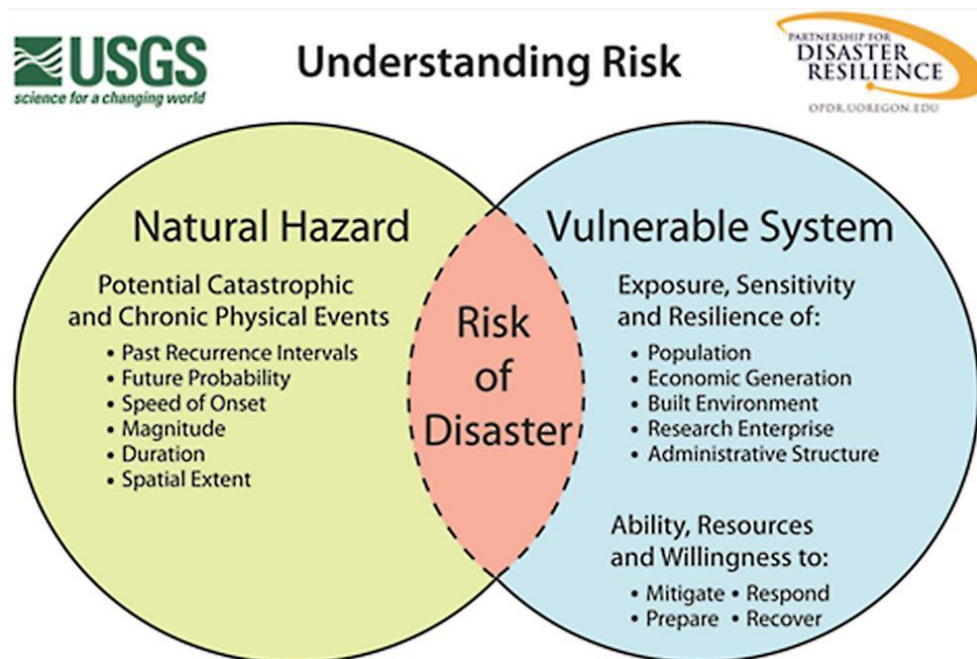 USGS
science for a changing world
Understanding Risk
PARTNERSHIP FOR
DISASTER
RESILIENCE
OPDR.UOREGON.EDU
Natural Hazard
Potential Catastrophic
and Chronic Physical Events
• Past Recurrence Intervals
• Future Probability
• Speed of Onset
• Magnitude
• Duration
• Spatial Extent
Risk
of
Disaster
Vulnerable System
Exposure, Sensitivity
and Resilience of:
• Population
• Economic Generation
• Built Environment
• Research Enterprise
• Administrative Structure
Ability, Resources
and Willingness to:
• Mitigate • Respond
• Prepare • Recover